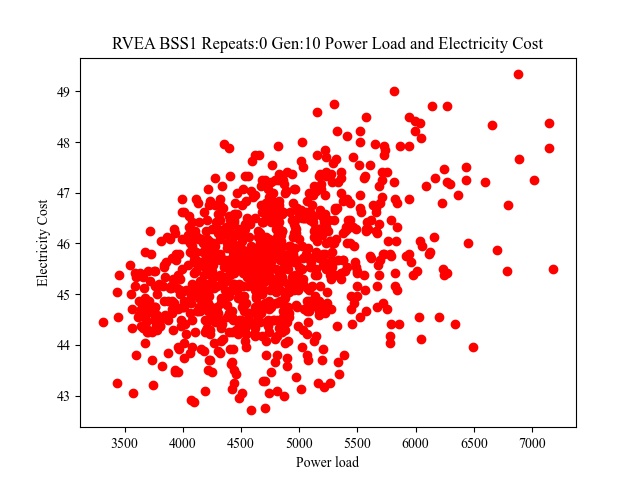 RVEA BSS1 Repeats:0 Gen:10 Power Load and Electricity Cost
49
48
47
46
45
44
43
Electricity Cost
3500 4000 4500 5000 5500 6000 6500 7000
Power load